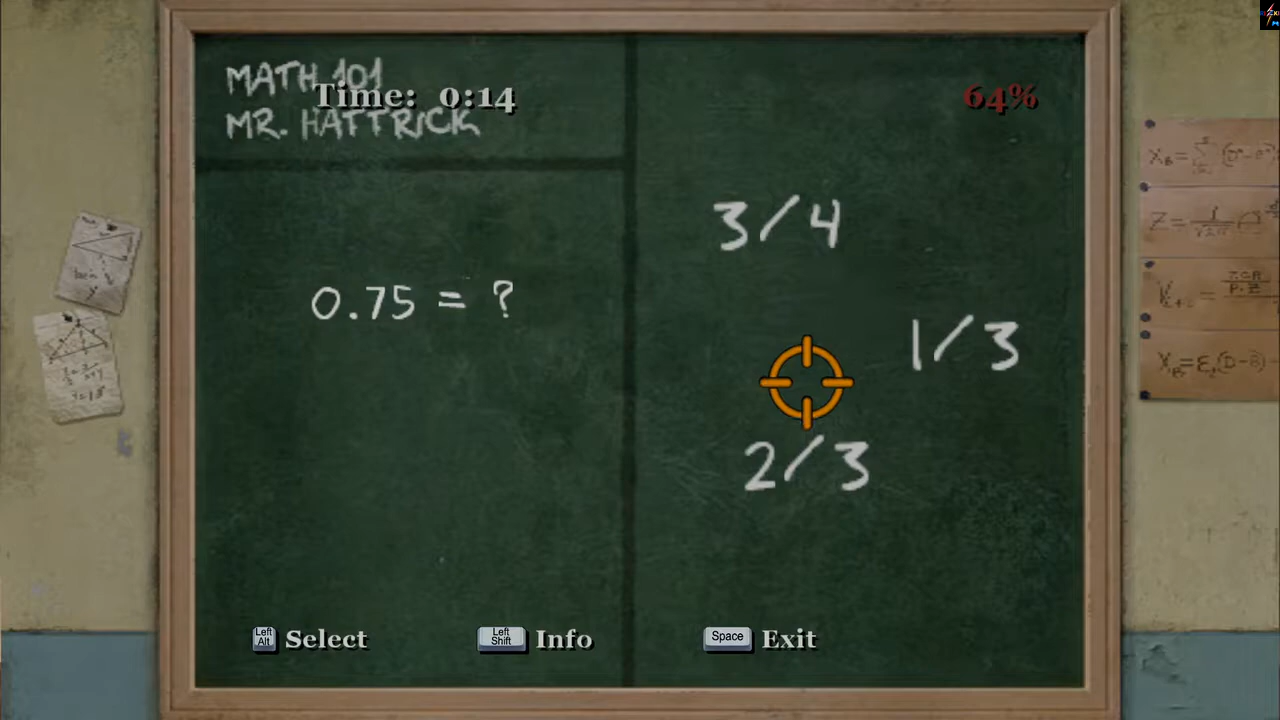 MATH 101
Time: 0:14
64%
MR. HATTRICK
3/4
0.75 = ?
1/3
2/3
Left Alt Select
Left Shift Info
Space Exit